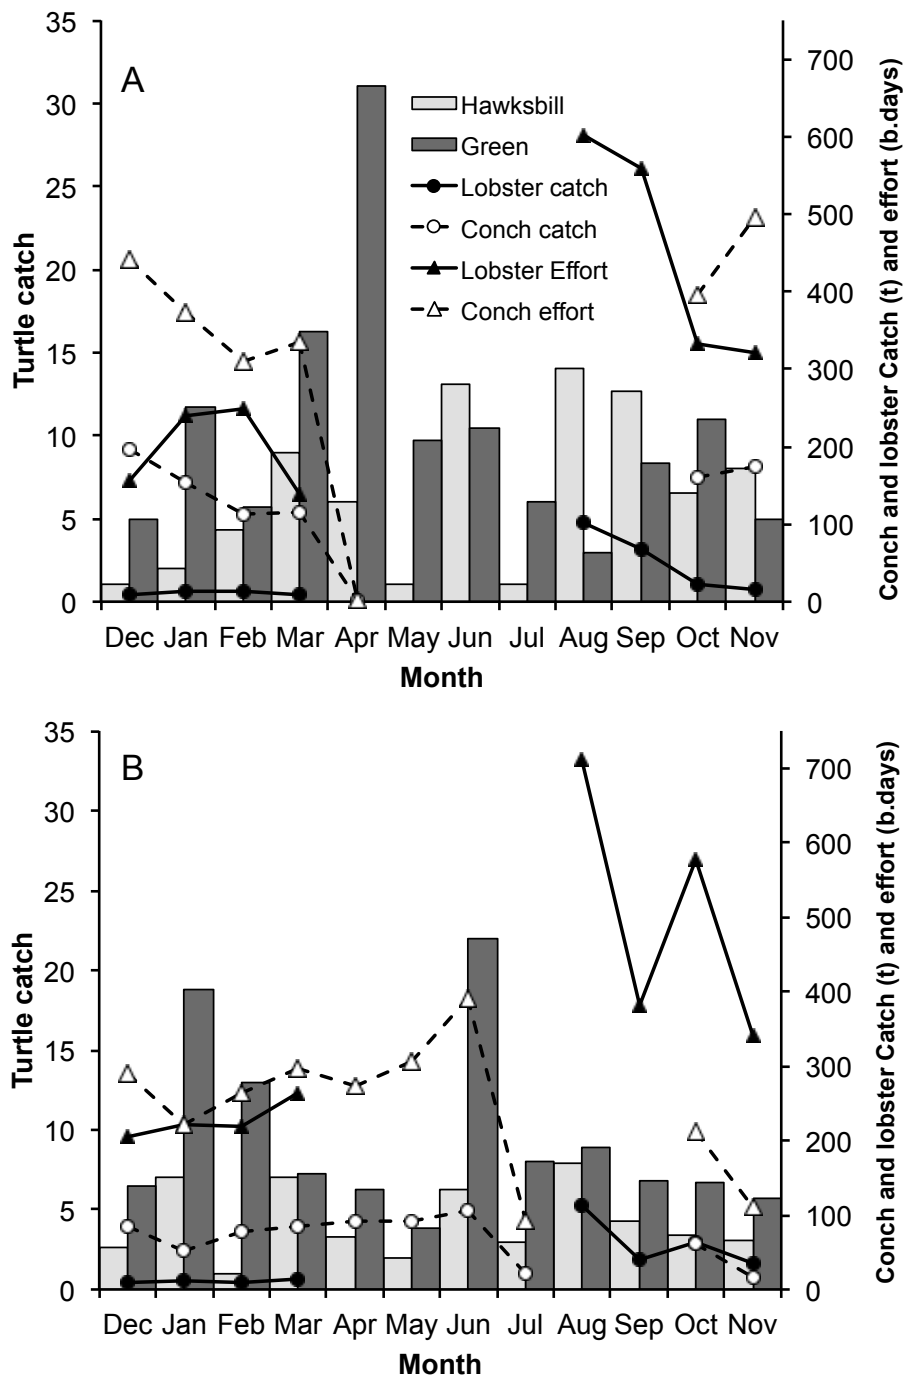 A
35
30
25
20
15
10
5
0
Turtle catch
Hawksbill
Green
Lobster catch
Conch catch
Lobster Effort
Conch effort
700
600
500
400
300
200
100
0
Conch and lobster Catch (t) and effort (b.days)
Dec Jan Feb Mar Apr May Jun Jul Aug Sep Oct Nov
Month
B
35
30
25
20
15
10
5
0
Turtle catch
700
600
500
400
300
200
100
0
Conch and lobster Catch (t) and effort (b.days)
Dec Jan Feb Mar Apr May Jun Jul Aug Sep Oct Nov
Month